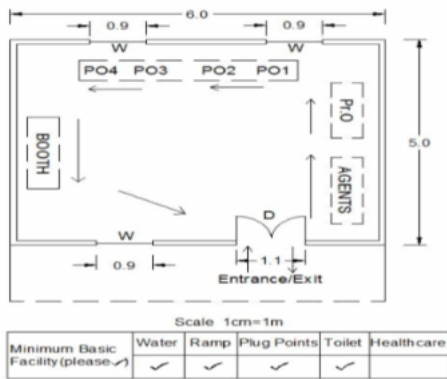 6.0
0.9 0.9
W W
PO4 PO3 PO2 PO1
BOOTH
Pr.O
AGENTS
5.0
D
W
0.9
1.1
Entrance/Exit
Scale 1cm=1m
Minimum Basic Facility(please✓) Water Ramp Plug Points Toilet Healthcare
✓ ✓ ✓ ✓